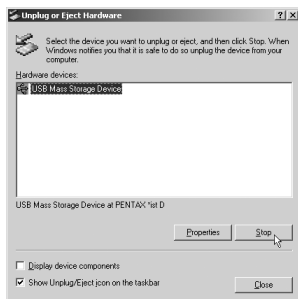 Unplug or Eject Hardware
Select the device you want to unplug or eject, and then click Stop. When
Windows notifies you that it is safe to do so unplug the device from your
computer.
Hardware devices:
USB Mass Storage Device
USB Mass Storage Device at PENTAX *ist D
Properties
Stop
Display device components
Show Unplug/Eject icon on the taskbar
Close